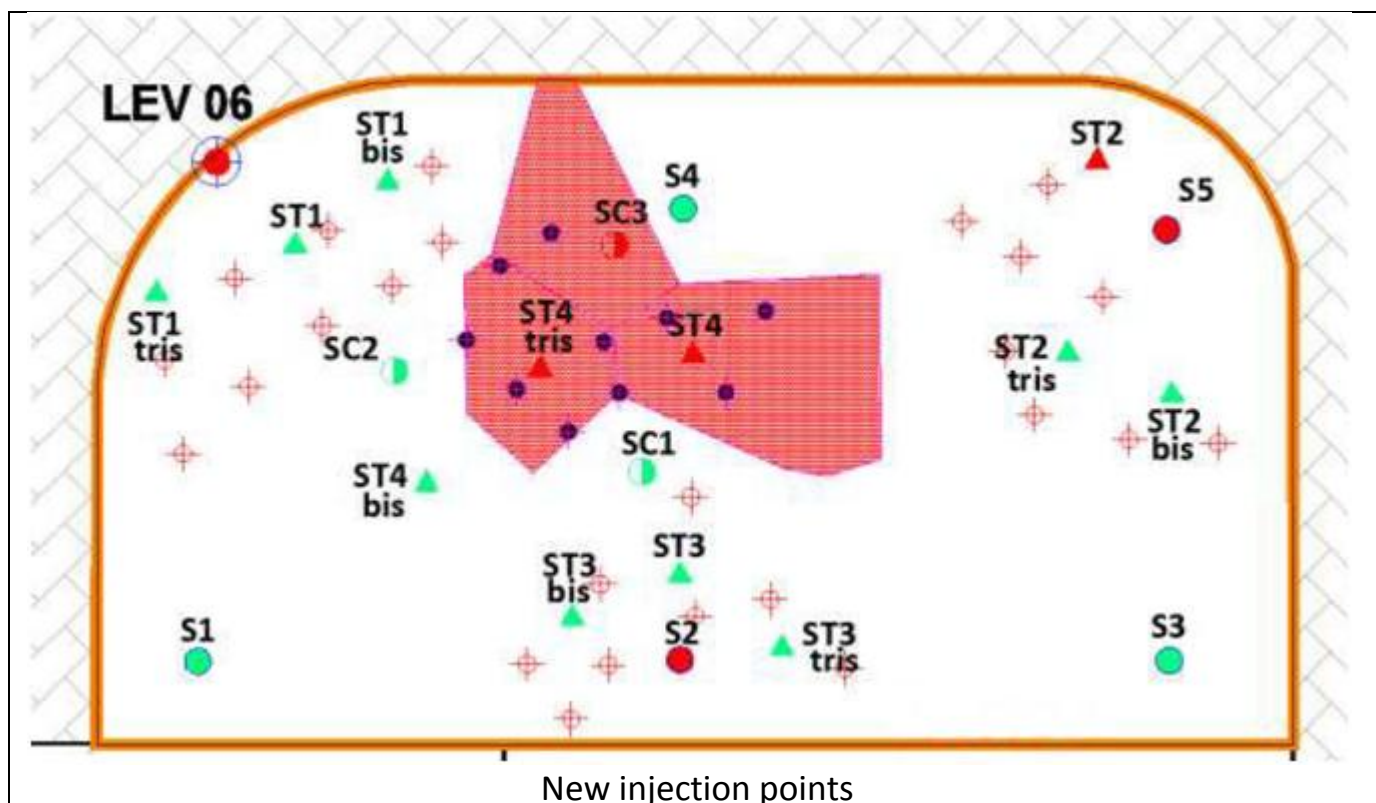 LEV 06
ST1
bis
ST2
S4
S5
ST1
SC3
ST1
tris
ST4
tris
ST4
SC2
ST2
tris
ST2
bis
SC1
ST4
bis
ST3
ST3
bis
S1
S2
ST3
tris
S3
New injection points